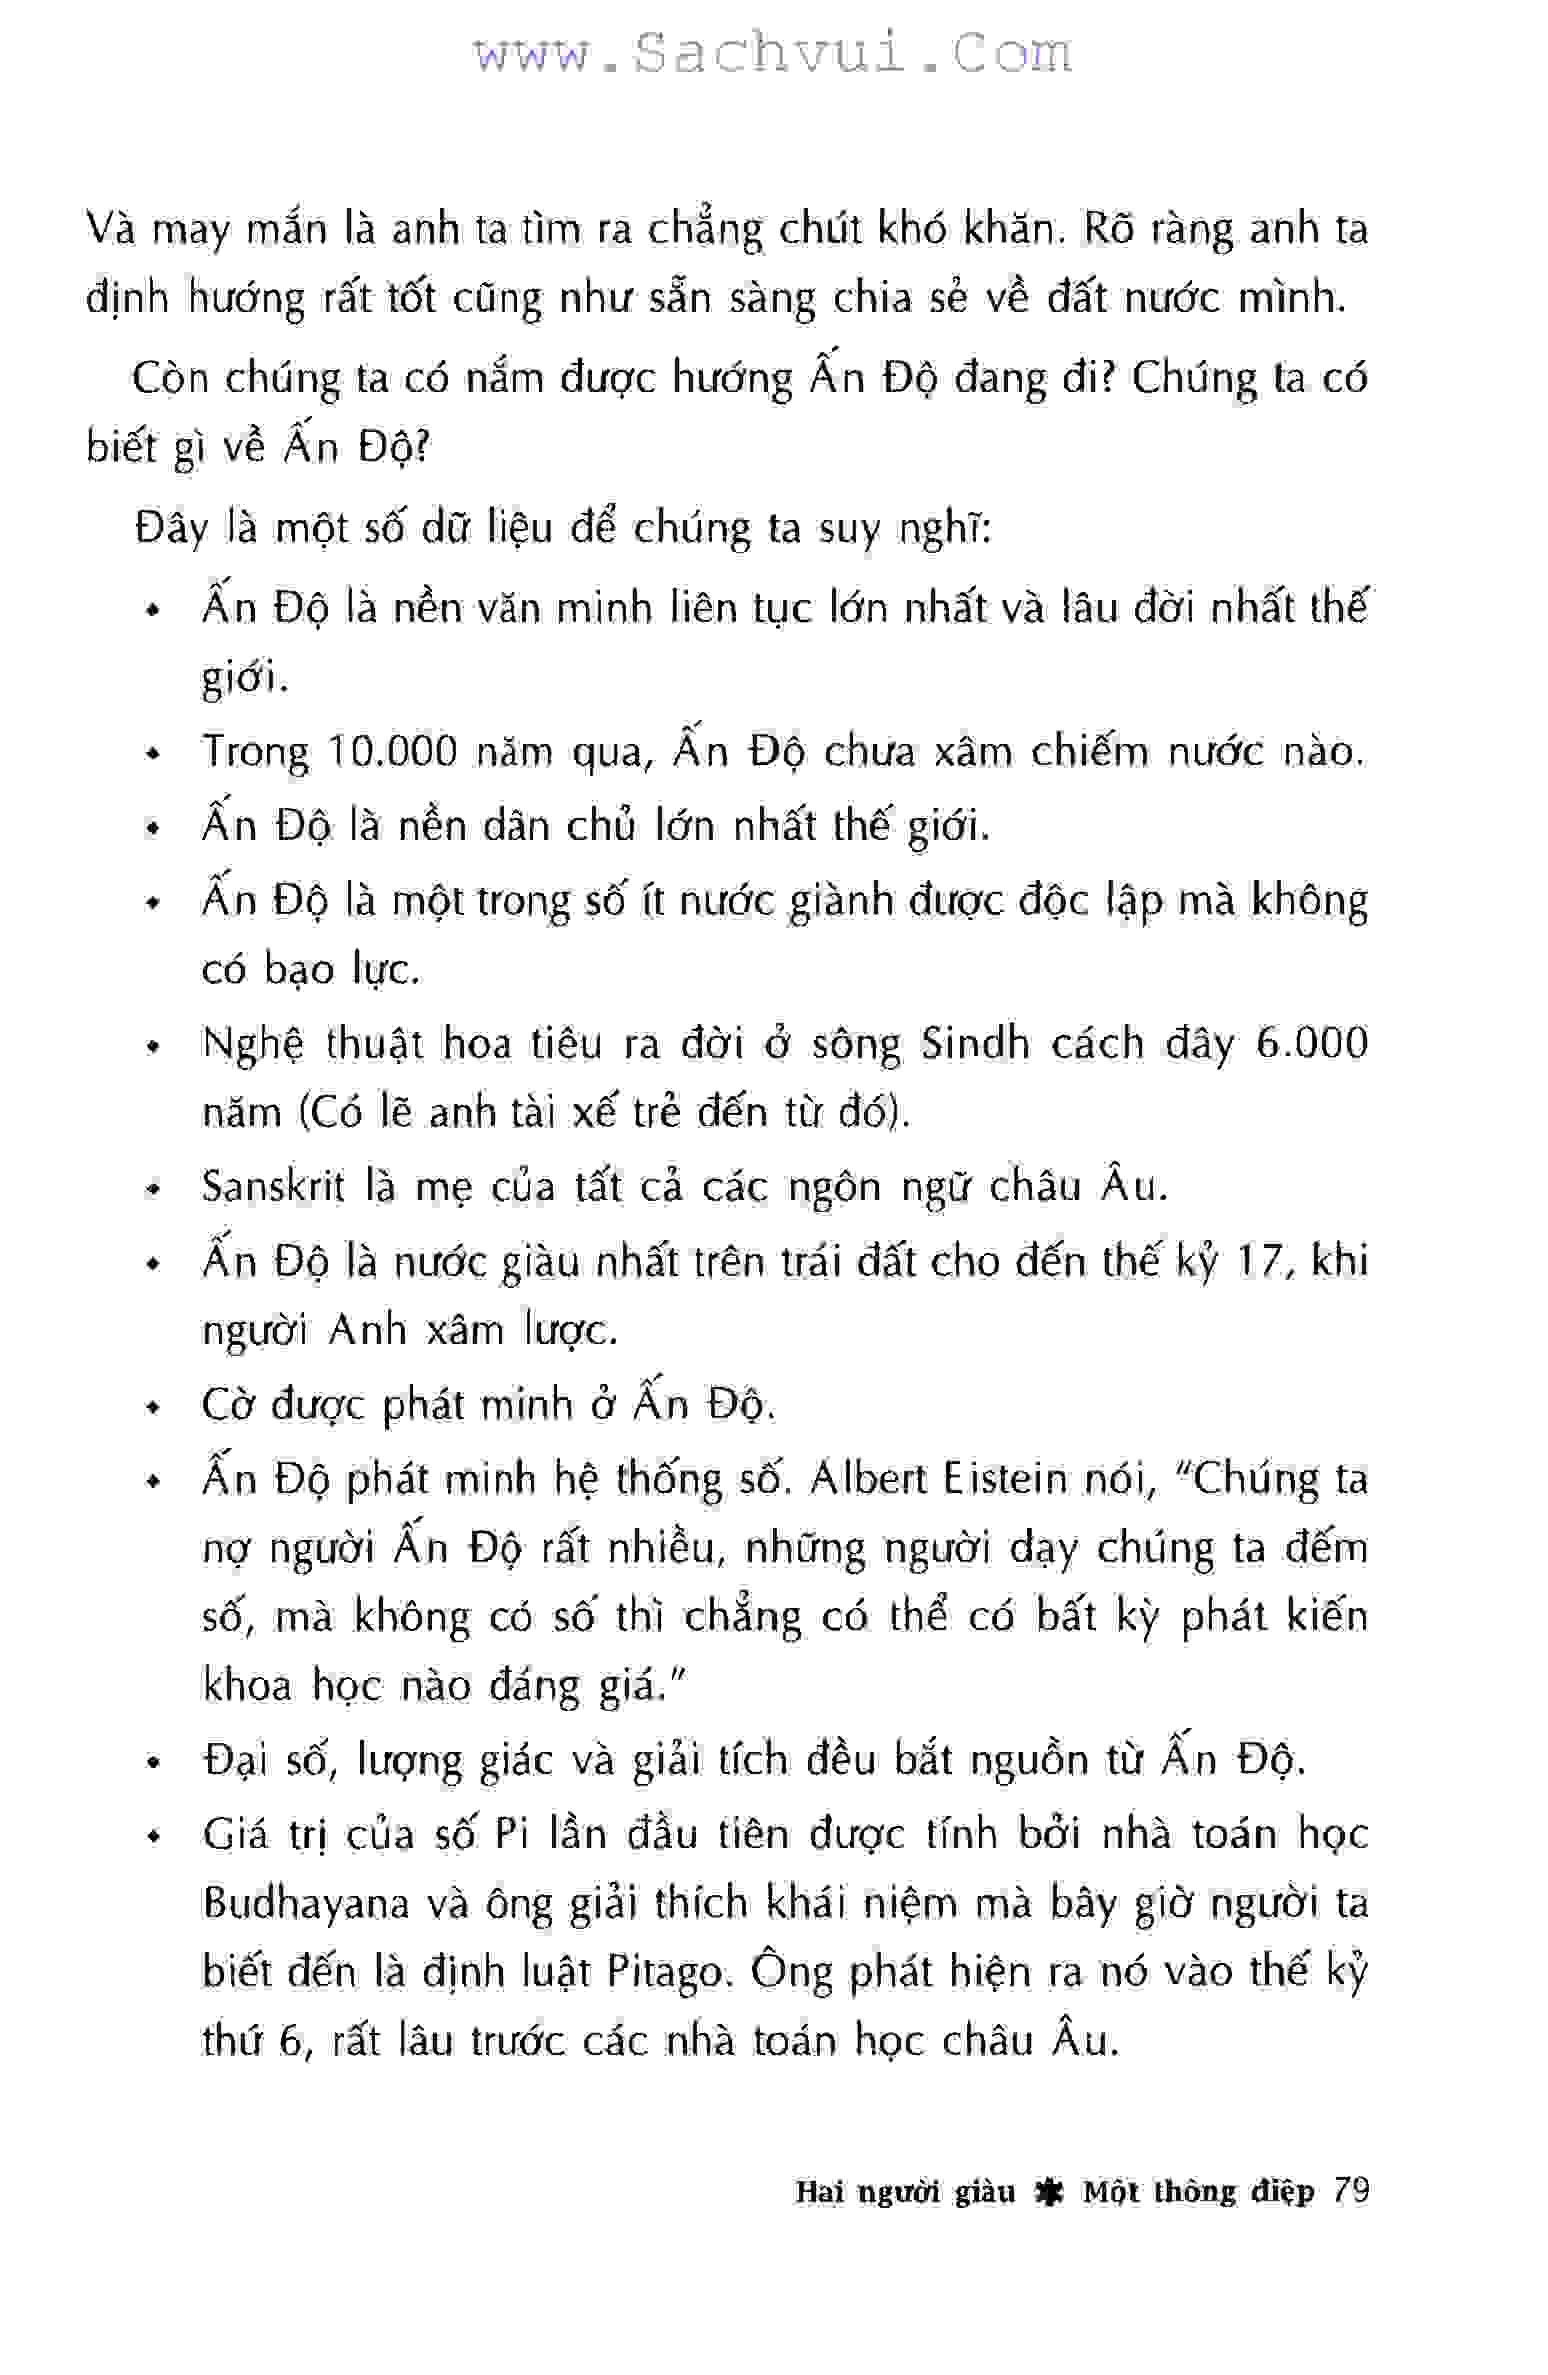 www.Sachvui.Com
Và may mắn là anh ta tìm ra chẳng chút khó khăn. Rõ ràng anh ta
định hướng rất tốt cũng như sẵn sàng chia sẻ về đất nước mình.
Còn chúng ta có nắm được hướng Ấn Độ đang đi? Chúng ta có
biết gì về Ấn Độ?
Đây là một số dữ liệu để chúng ta suy nghĩ:
• Ấn Độ là nền văn minh liên tục lớn nhất và lâu đời nhất thế
giới.
• Trong 10.000 năm qua, Ấn Độ chưa xâm chiếm nước nào.
• Ấn Độ là nền dân chủ lớn nhất thế giới.
• Ấn Độ là một trong số ít nước giành được độc lập mà không
có bạo lực.
• Nghệ thuật hoa tiêu ra đời ở sông Sindh cách đây 6.000
năm (Có lẽ anh tài xế trẻ đến từ đó).
• Sanskrit là mẹ của tất cả các ngôn ngữ châu Âu.
• Ấn Độ là nước giàu nhất trên trái đất cho đến thế kỷ 17, khi
người Anh xâm lược.
• Cờ được phát minh ở Ấn Độ.
• Ấn Độ phát minh hệ thống số. Albert Eistein nói, "Chúng ta
nợ người Ấn Độ rất nhiều, những người dạy chúng ta đếm
số, mà không có số thì chẳng có thể có bất kỳ phát kiến
khoa học nào đáng giá."
• Đại số, lượng giác và giải tích đều bắt nguồn từ Ấn Độ.
• Giá trị của số Pi lần đầu tiên được tính bởi nhà toán học
Budhayana và ông giải thích khái niệm mà bây giờ người ta
biết đến là định luật Pitago. Ông phát hiện ra nó vào thế kỷ
thứ 6, rất lâu trước các nhà toán học châu Âu.
Hai người giàu ✱ Một thông điệp 79